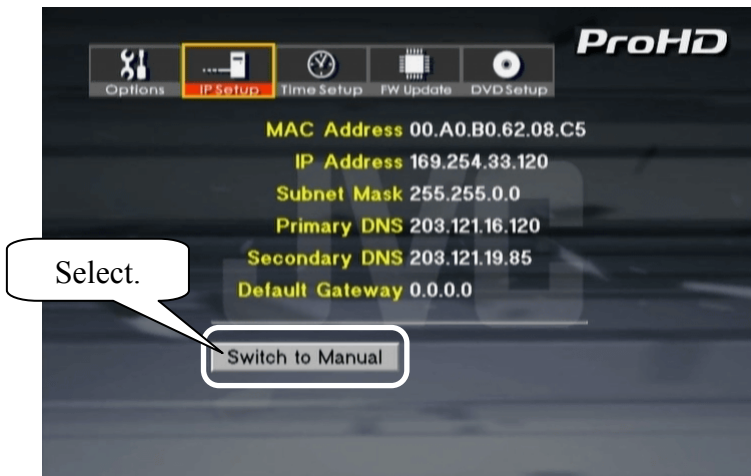 ProHD
Options IP Setup Time Setup FW Update DVD Setup
MAC Address 00.A0.B0.62.08.C5
IP Address 169.254.33.120
Subnet Mask 255.255.0.0
Primary DNS 203.121.16.120
Secondary DNS 203.121.19.85
Default Gateway 0.0.0.0
JVC
Select.
Switch to Manual